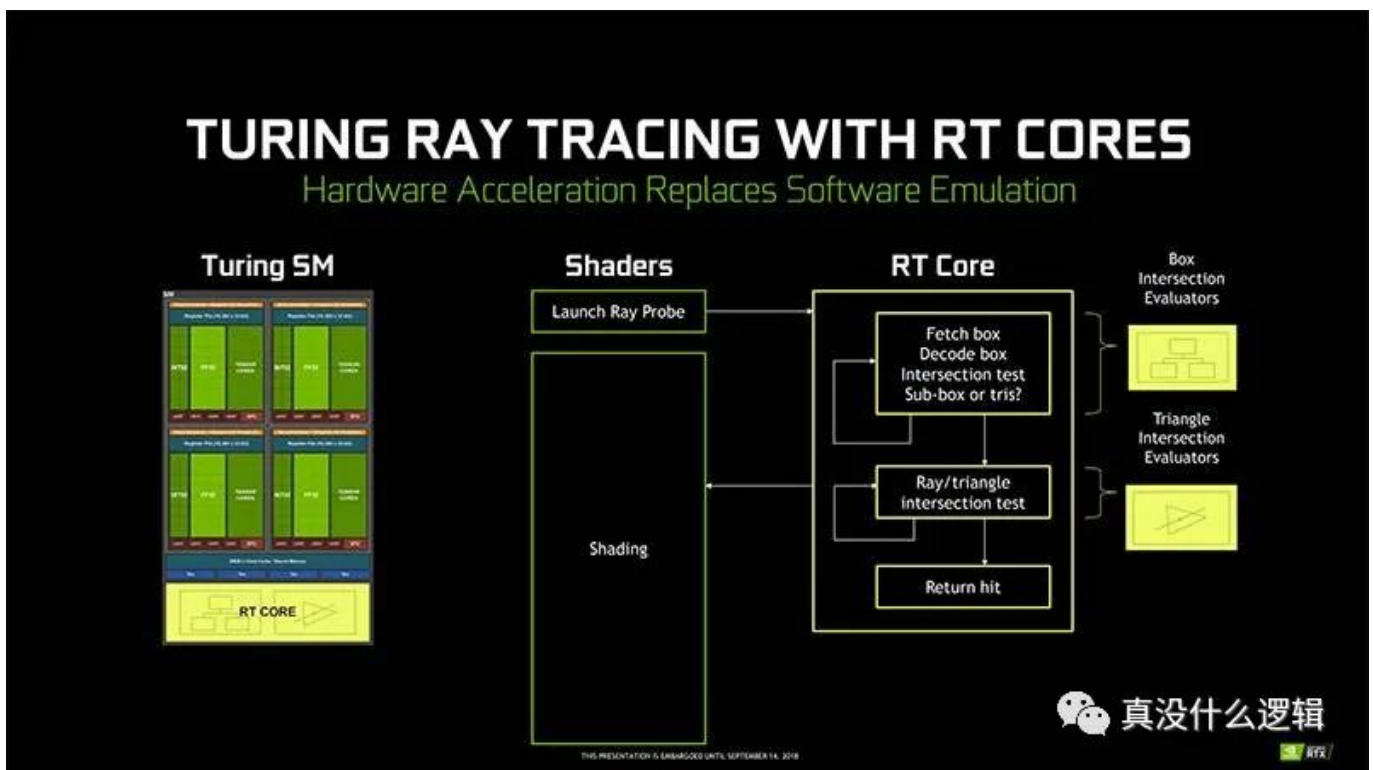 TURING RAY TRACING WITH RT CORES
Hardware Acceleration Replaces Software Emulation
Turing SM
SM
RT CORE
Shaders
Launch Ray Probe
Shading
RT Core
Fetch box
Decode box
Intersection test
Sub-box or tris?
Ray/triangle
intersection test
Return hit
Box
Intersection
Evaluators
Triangle
Intersection
Evaluators
真没什么逻辑
THIS PRESENTATION IS EMBARGOED UNTIL SEPTEMBER 14, 2018
RTX